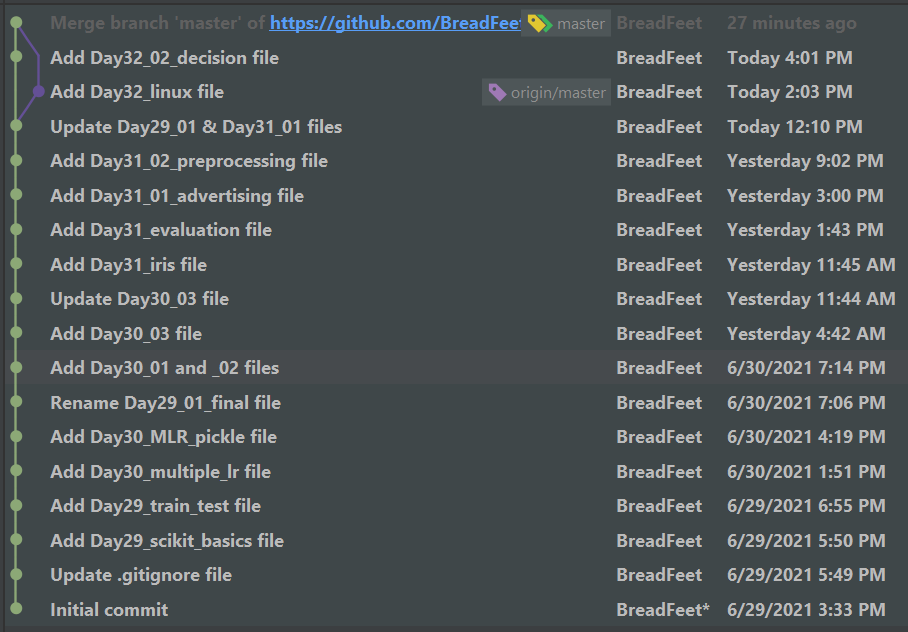 Merge branch 'master' of https://github.com/BreadFeet master BreadFeet 27 minutes ago
Add Day32_02_decision file BreadFeet Today 4:01 PM
Add Day32_linux file origin/master BreadFeet Today 2:03 PM
Update Day29_01 & Day31_01 files BreadFeet Today 12:10 PM
Add Day31_02_preprocessing file BreadFeet Yesterday 9:02 PM
Add Day31_01_advertising file BreadFeet Yesterday 3:00 PM
Add Day31_evaluation file BreadFeet Yesterday 1:43 PM
Add Day31_iris file BreadFeet Yesterday 11:45 AM
Update Day30_03 file BreadFeet Yesterday 11:44 AM
Add Day30_03 file BreadFeet Yesterday 4:42 AM
Add Day30_01 and _02 files BreadFeet 6/30/2021 7:14 PM
Rename Day29_01_final file BreadFeet 6/30/2021 7:06 PM
Add Day30_MLR_pickle file BreadFeet 6/30/2021 4:19 PM
Add Day30_multiple_lr file BreadFeet 6/30/2021 1:51 PM
Add Day29_train_test file BreadFeet 6/29/2021 6:55 PM
Add Day29_scikit_basics file BreadFeet 6/29/2021 5:50 PM
Update .gitignore file BreadFeet 6/29/2021 5:49 PM
Initial commit BreadFeet* 6/29/2021 3:33 PM